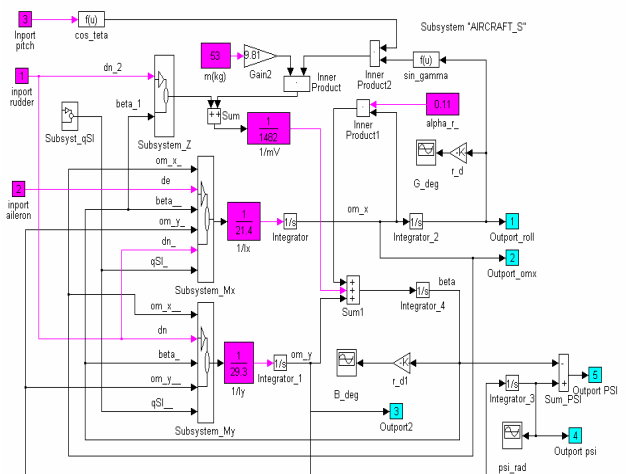 3
Inport
pitch
f(u)
cos_teta
Subsystem "AIRCRAFT_S"
53
m(kg)
9.81
Gain2
Inner
Product
Inner
Product2
f(u)
sin_gamma
1
inport
rudder
dn_2
beta_1
Subsyst_qSl
Subsystem_Z
++
Sum
1
1482
1/mV
Inner
Product1
0.11
alpha_r_
G_deg
-K-
r_d
2
inport
aileron
om_x_
de
beta__
om_y_
dn_
qSl_
Subsystem_Mx
1
21.4
1/Ix
1/s
Integrator
om_x
1/s
Integrator_2
1
Outport_roll
2
Outport_omx
om_x__
dn
beta_
om_y__
qSl__
Subsystem_My
1
29.3
1/Iy
1/s
Integrator_1
om_y
+
+
+
Sum1
1/s
Integrator_4
beta
B_deg
-K-
r_d1
3
Outport2
1/s
Integrator_3
-
+
Sum_PSI
5
Outport PSI
4
Outport psi
psi_rad